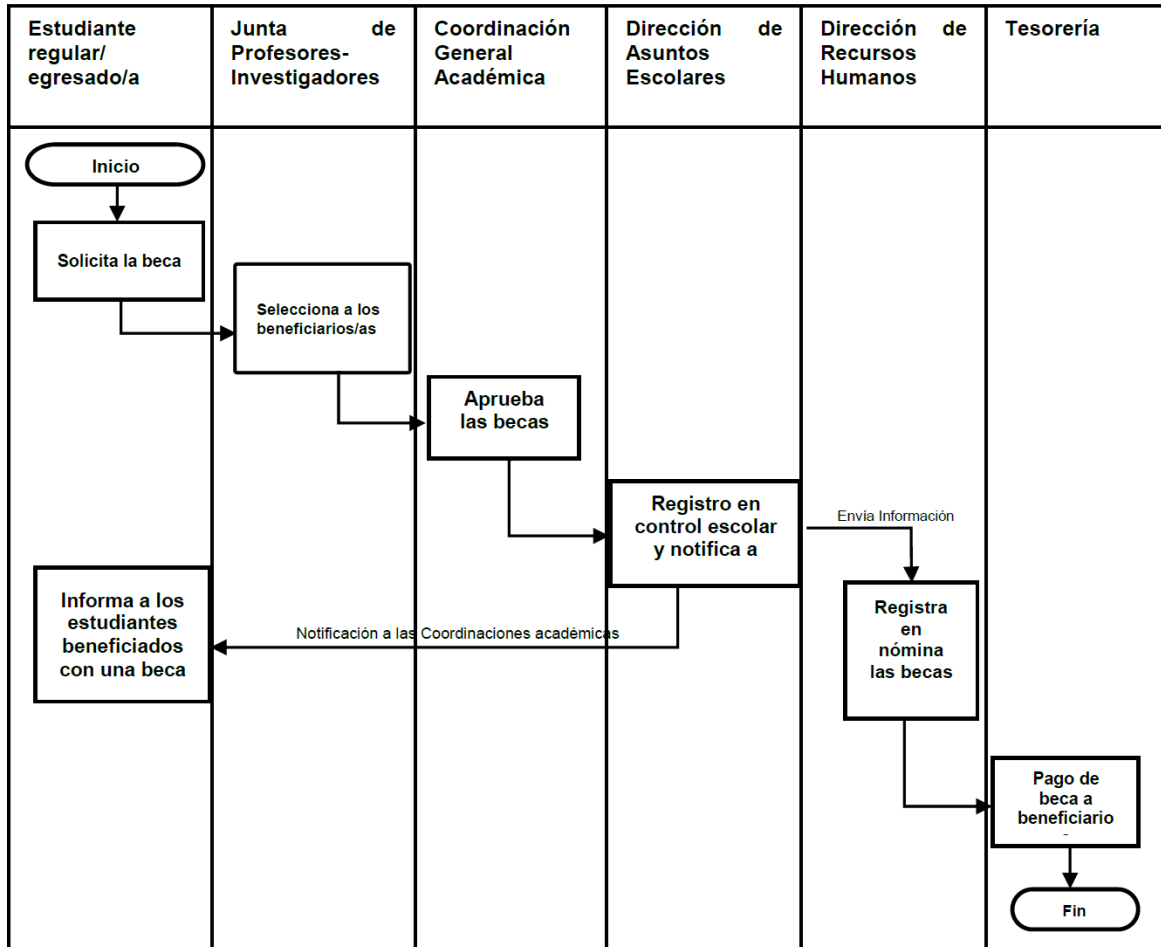 Estudiante
regular/
egresado/a
Junta de
Profesores-
Investigadores
Coordinación
General
Académica
Dirección de
Asuntos
Escolares
Dirección de
Recursos
Humanos
Tesorería
Inicio
Solicita la beca
Selecciona a los
beneficiarios/as
Aprueba
las becas
Registro en
control escolar
y notifica a
Envía Información
Informa a los
estudiantes
beneficiados
con una beca
Notificación a las Coordinaciones académicas
Registra
en
nómina
las becas
Pago de
beca a
beneficiario
Fin